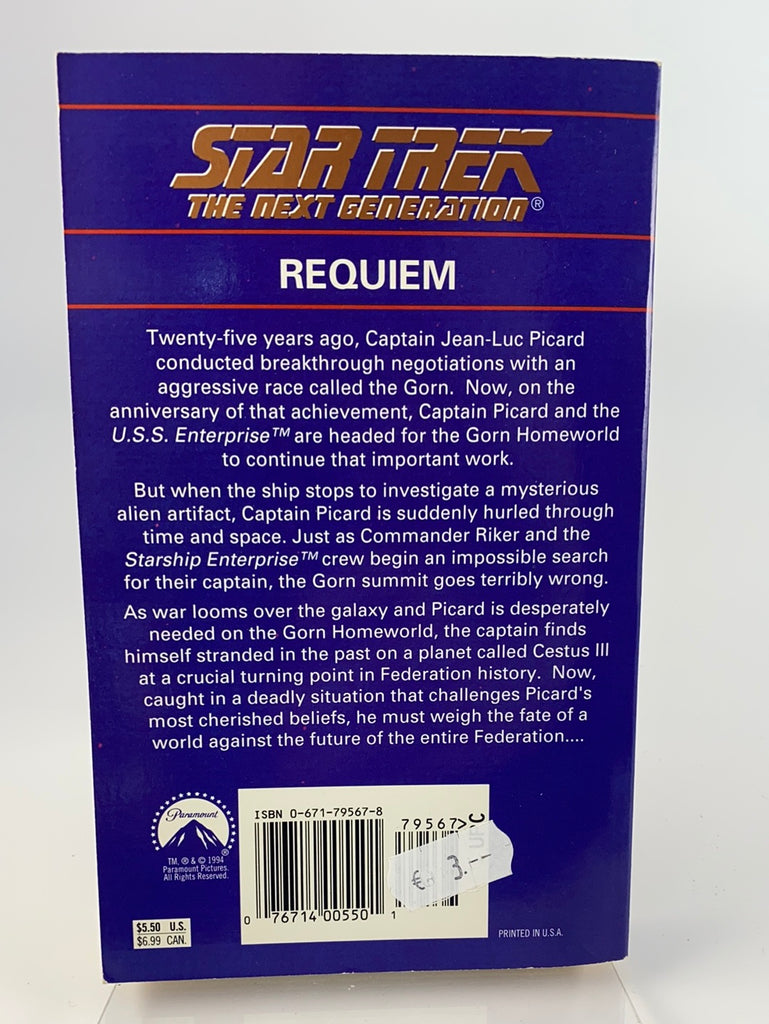 STAR TREK
THE NEXT GENERATION®
REQUIEM
Twenty-five years ago, Captain Jean-Luc Picard
conducted breakthrough negotiations with an
aggressive race called the Gorn. Now, on the
anniversary of that achievement, Captain Picard and the
U.S.S. Enterprise™ are headed for the Gorn Homeworld
to continue that important work.
But when the ship stops to investigate a mysterious
alien artifact, Captain Picard is suddenly hurled through
time and space. Just as Commander Riker and the
Starship Enterprise™ crew begin an impossible search
for their captain, the Gorn summit goes terribly wrong.
As war looms over the galaxy and Picard is desperately
needed on the Gorn Homeworld, the captain finds
himself stranded in the past on a planet called Cestus III
at a crucial turning point in Federation history. Now,
caught in a deadly situation that challenges Picard's
most cherished beliefs, he must weigh the fate of a
world against the future of the entire Federation....
Paramount
®
TM, ® & © 1994
Paramount Pictures.
All Rights Reserved.
ISBN 0-671-79567-8
79567>
UPC
€ 3.--
0 76714 00550 1
$5.50 U.S.
$6.99 CAN.
PRINTED IN U.S.A.